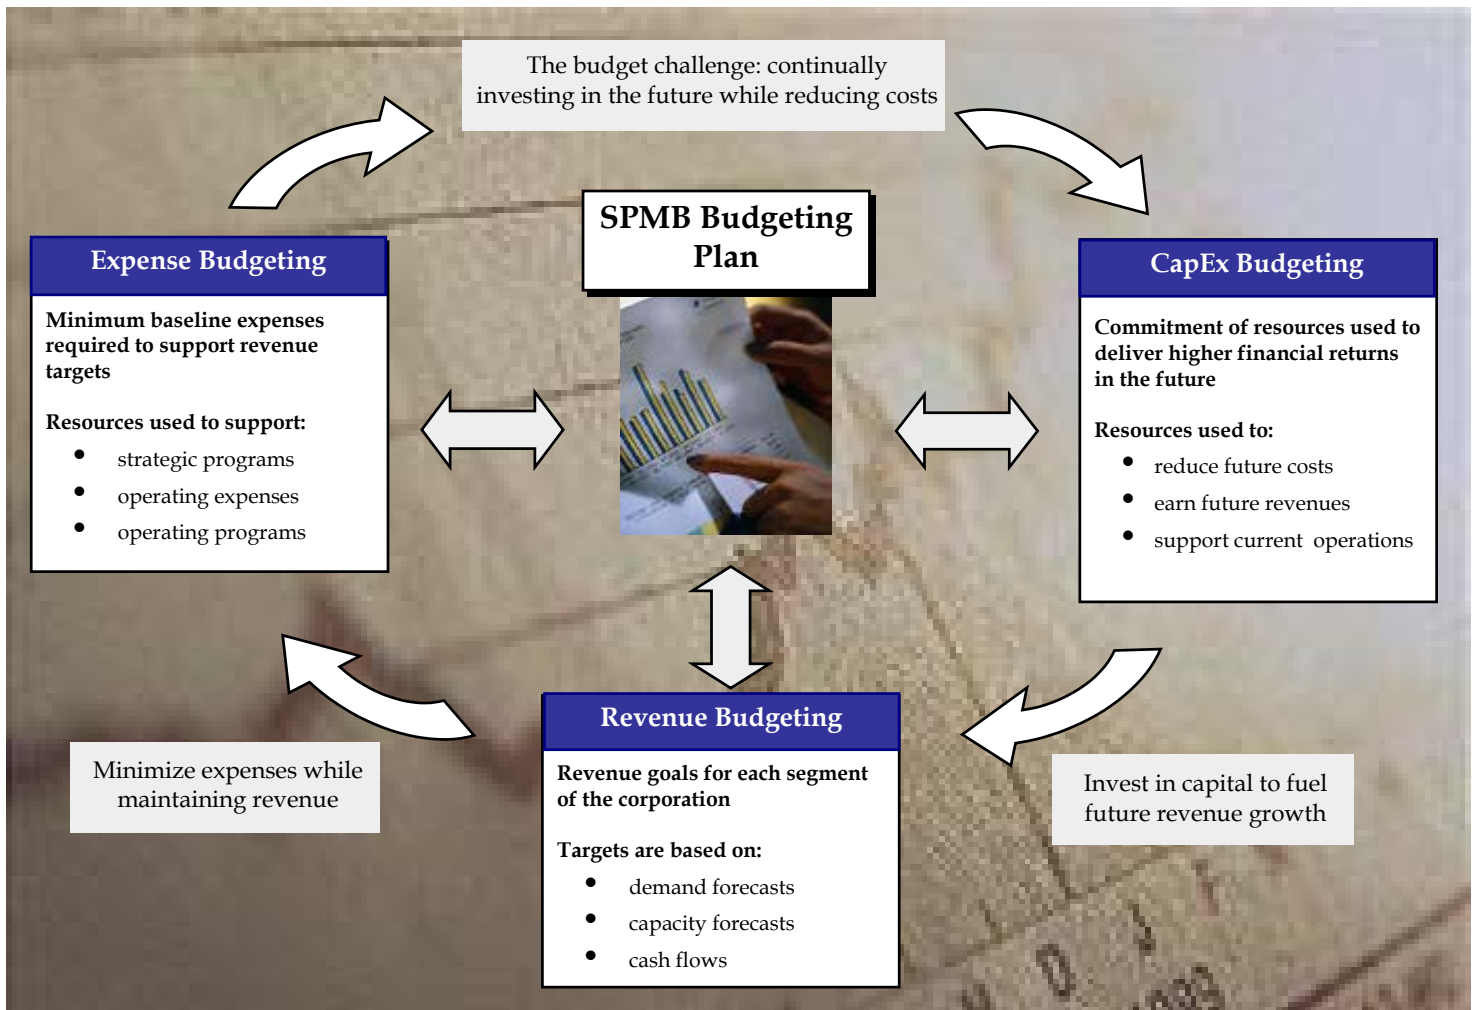 The budget challenge: continually
investing in the future while reducing costs
SPMB Budgeting
Plan
Expense Budgeting
Minimum baseline expenses
required to support revenue
targets
Resources used to support:
• strategic programs
• operating expenses
• operating programs
CapEx Budgeting
Commitment of resources used to
deliver higher financial returns
in the future
Resources used to:
• reduce future costs
• earn future revenues
• support current operations
Revenue Budgeting
Revenue goals for each segment
of the corporation
Targets are based on:
• demand forecasts
• capacity forecasts
• cash flows
Minimize expenses while
maintaining revenue
Invest in capital to fuel
future revenue growth